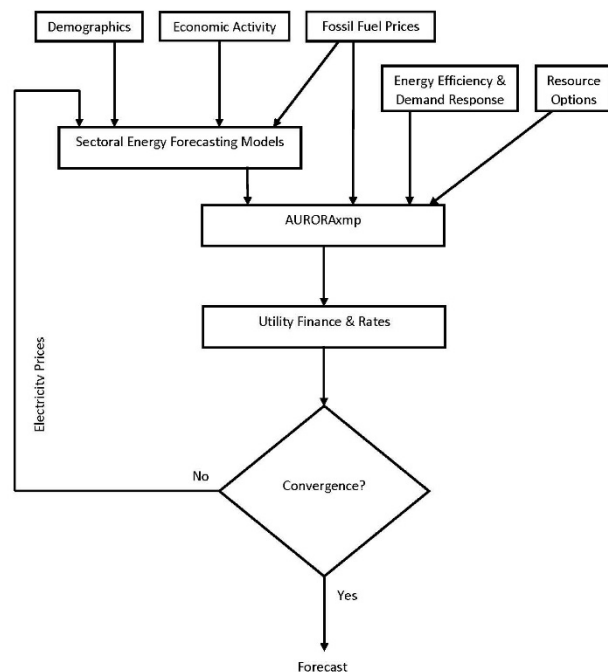 Demographics
Economic Activity
Fossil Fuel Prices
Energy Efficiency &
Demand Response
Resource
Options
Sectoral Energy Forecasting Models
AURORAxmp
Utility Finance & Rates
Electricity Prices
No
Convergence?
Yes
Forecast